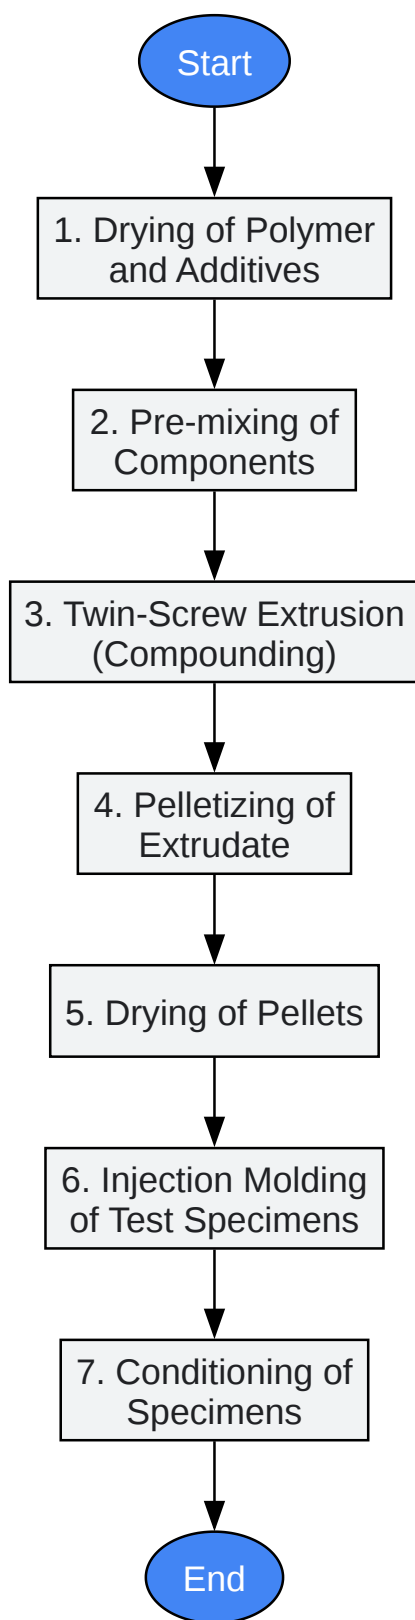 Start
1. Drying of Polymer
and Additives
2. Pre-mixing of
Components
3. Twin-Screw Extrusion
(Compounding)
4. Pelletizing of
Extrudate
5. Drying of Pellets
6. Injection Molding
of Test Specimens
7. Conditioning of
Specimens
End